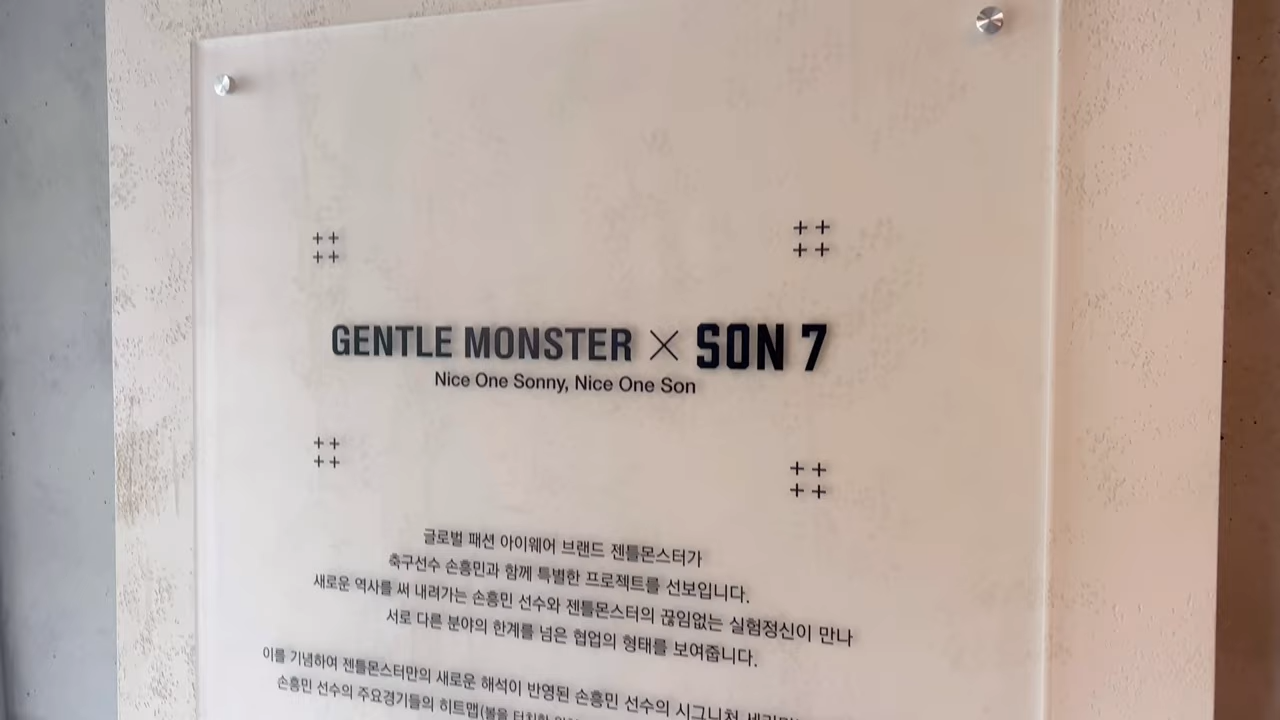 ++ ++
++ ++
GENTLE MONSTER × SON 7
Nice One Sonny, Nice One Son
++ ++
++ ++
글로벌 패션 아이웨어 브랜드 젠틀몬스터가
축구선수 손흥민과 함께 특별한 프로젝트를 선보입니다.
새로운 역사를 써 내려가는 손흥민 선수와 젠틀몬스터의 끊임없는 실험정신이 만나
서로 다른 분야의 한계를 넘은 협업의 형태를 보여줍니다.
이를 기념하여 젠틀몬스터만의 새로운 해석이 반영된 손흥민 선수의 시그니처
손흥민 선수의 주요경기들의 히트맵(볼을 터치한